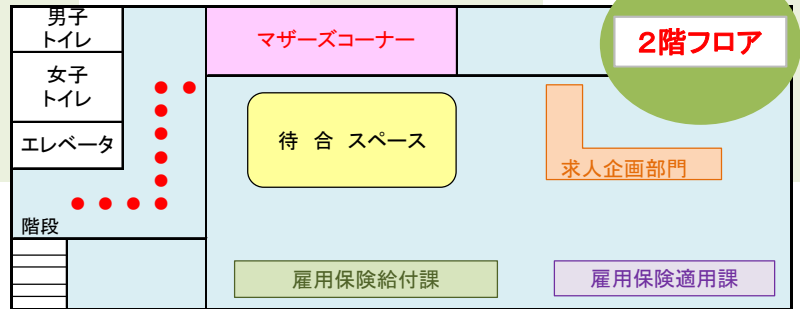 男子
トイレ
マザーズコーナー
２階フロア
女子
トイレ
エレベータ
待 合 スペース
求人企画部門
階段
雇用保険給付課
雇用保険適用課